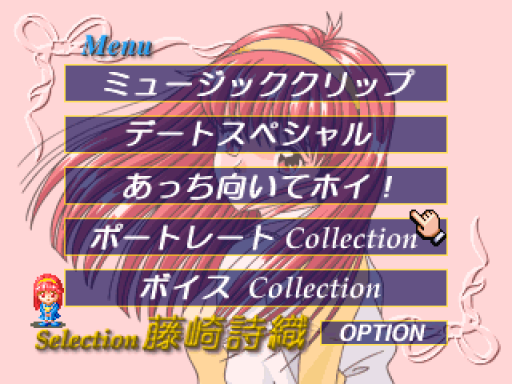 Menu
ミュージッククリップ
デートスペシャル
あっち向いてホイ！
ポートレート Collection
ボイス Collection
Selection 藤崎詩織
OPTION